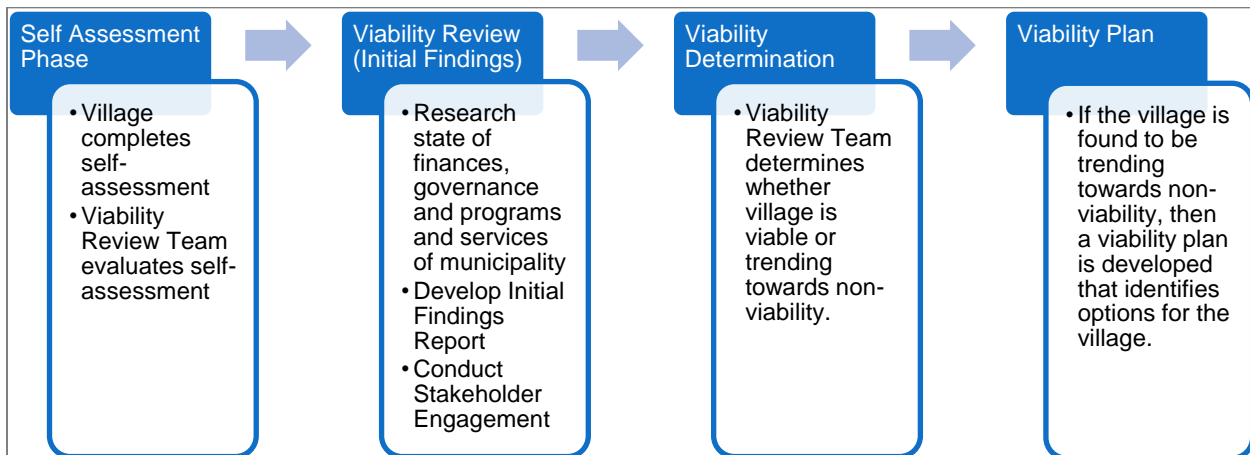 Self Assessment
Phase
• Village
completes
self-
assessment
• Viability
Review Team
evaluates self-
assessment
Viability Review
(Initial Findings)
• Research
state of
finances,
governance
and programs
and services
of municipality
• Develop Initial
Findings
Report
• Conduct
Stakeholder
Engagement
Viability
Determination
• Viability
Review Team
determines
whether
village is
viable or
trending
towards non-
viability.
Viability Plan
• If the village is
found to be
trending
towards non-
viability, then
a viability plan
is developed
that identifies
options for the
village.